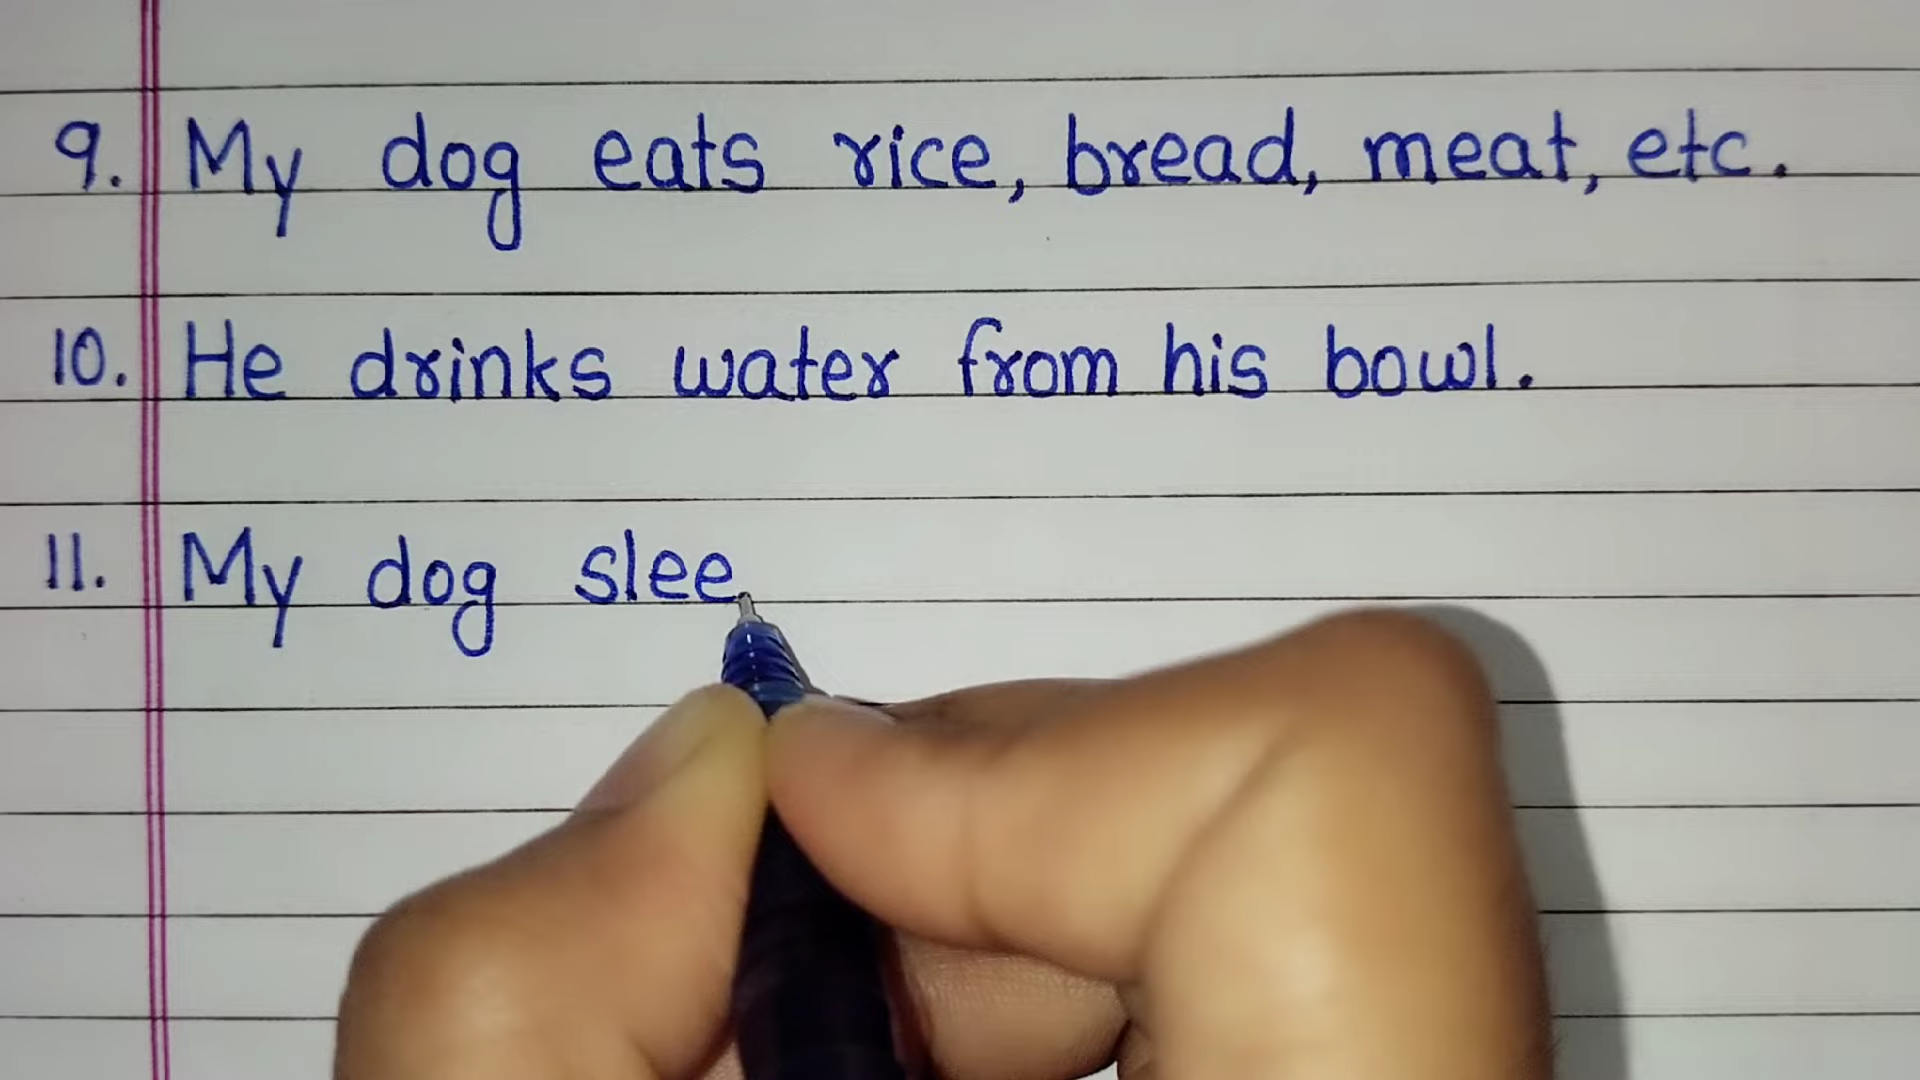 9. My dog eats rice, bread, meat, etc.
10. He drinks water from his bowl.
11. My dog slee